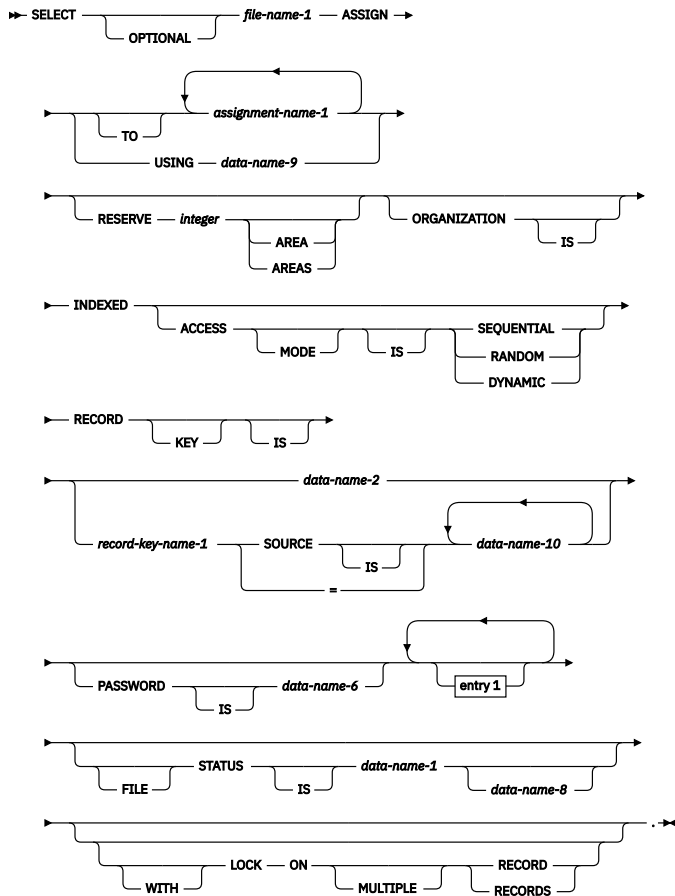 SELECT file-name-1 ASSIGN
OPTIONAL
assignment-name-1
TO
USING data-name-9
RESERVE integer ORGANIZATION
AREA IS
AREAS
INDEXED
ACCESS SEQUENTIAL
MODE IS RANDOM
DYNAMIC
RECORD
KEY IS
data-name-2
record-key-name-1 SOURCE data-name-10
IS
=
PASSWORD data-name-6 entry 1
IS
STATUS data-name-1
FILE IS data-name-8
.
LOCK ON RECORD
WITH MULTIPLE RECORDS